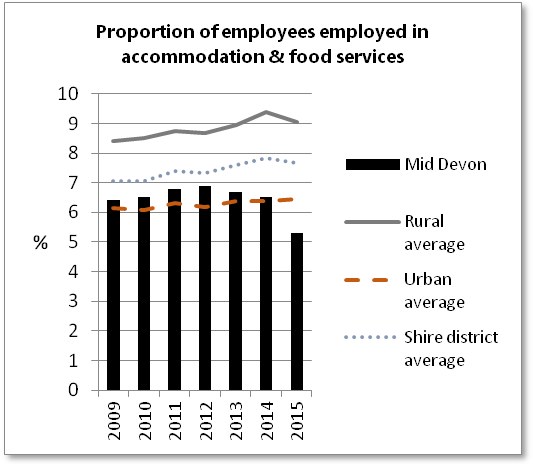 Proportion of employees employed in
accommodation & food services
10
9
8
7
6
5
4
3
2
1
0
%
2009
2010
2011
2012
2013
2014
2015
Mid Devon
Rural
average
Urban
average
Shire district
average